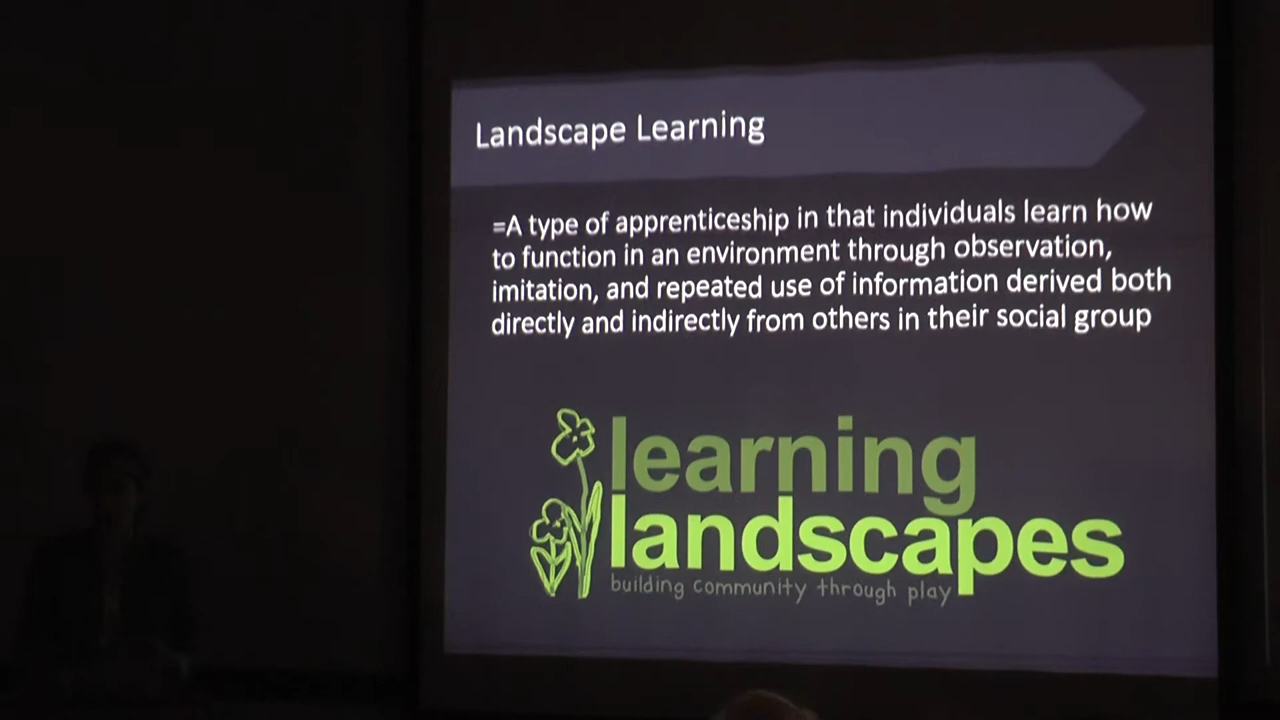 Landscape Learning
=A type of apprenticeship in that individuals learn how
to function in an environment through observation,
imitation, and repeated use of information derived both
directly and indirectly from others in their social group
learning
landscapes
building community through play